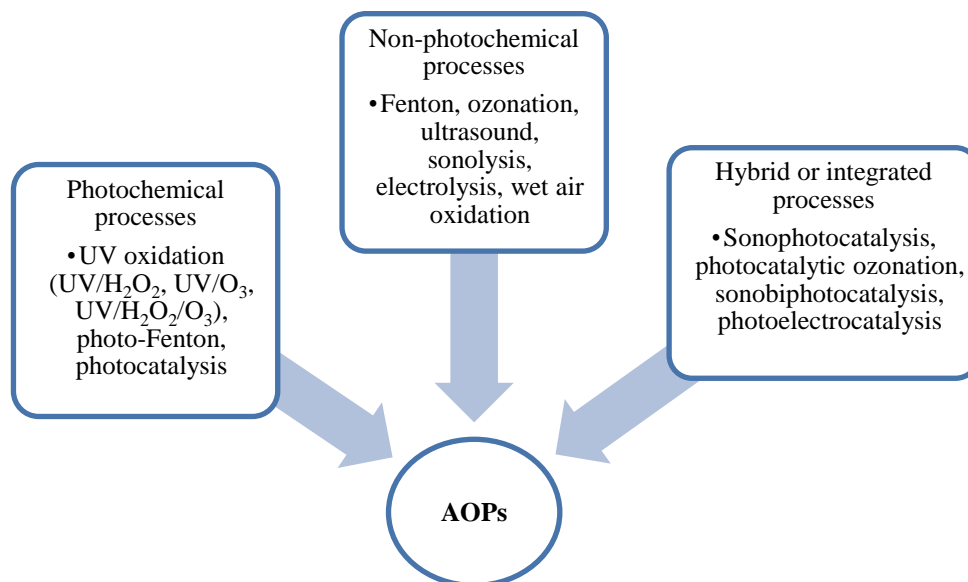 Photochemical
processes
•UV oxidation
(UV/H₂O₂, UV/O₃,
UV/H₂O₂/O₃),
photo-Fenton,
photocatalysis
Non-photochemical
processes
•Fenton, ozonation,
ultrasound,
sonolysis,
electrolysis, wet air
oxidation
Hybrid or integrated
processes
•Sonophotocatalysis,
photocatalytic ozonation,
sonobiphotocatalysis,
photoelectrocatalysis
AOPs